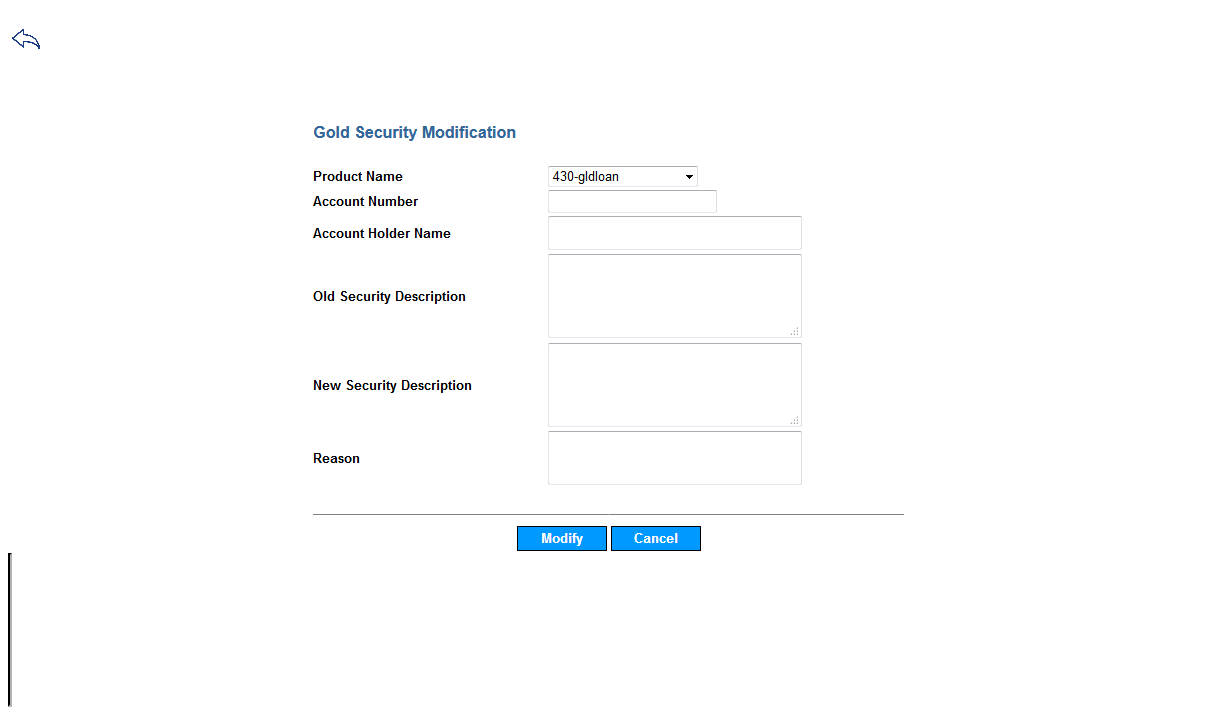 Gold Security Modification
Product Name 430-gldloan
Account Number
Account Holder Name
Old Security Description
New Security Description
Reason
Modify Cancel